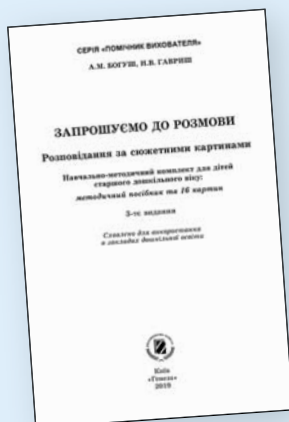 СЕРІЯ «ПОМІЧНИК ВИХОВАТЕЛЯ»
А.М. БОГУШ, Н.В. ГАВРИШ
ЗАПРОШУЄМО ДО РОЗМОВИ
Розповідання за сюжетними картинами
Навчально-методичний комплект для дітей
старшого дошкільного віку:
методичний посібник та 16 картин
3-тє видання
Схвалено для використання
в закладах дошкільної освіти
Київ
«Генеза»
2019